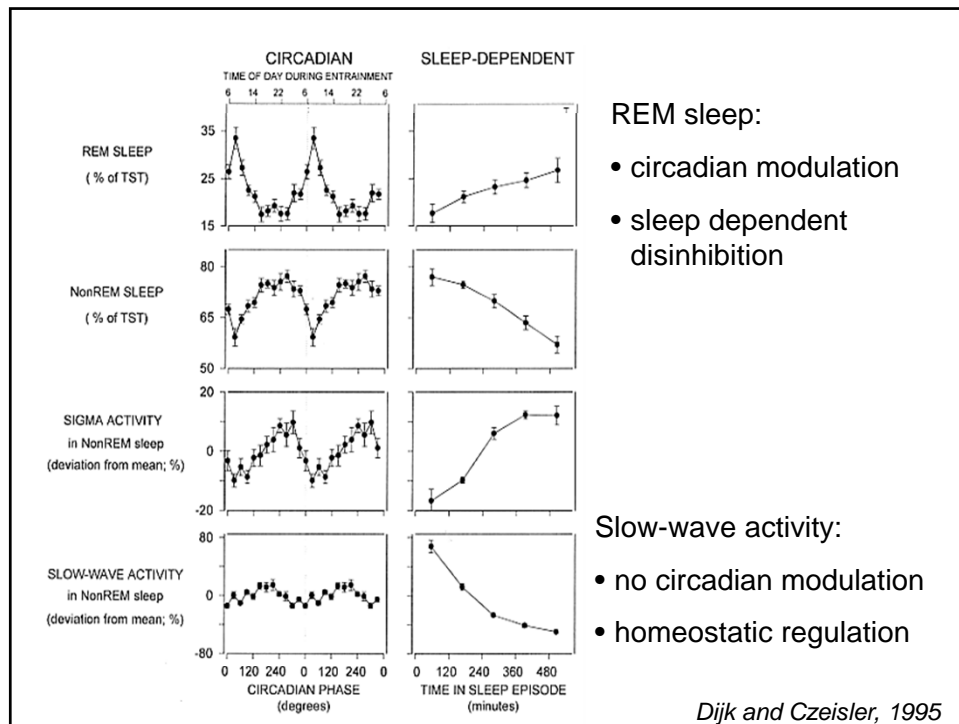 CIRCADIAN
TIME OF DAY DURING ENTRAINMENT
6 14 22 6 14 22 6
SLEEP-DEPENDENT
REM SLEEP
( % of TST)
35
25
15
REM sleep:
• circadian modulation
• sleep dependent
disinhibition
NonREM SLEEP
( % of TST)
80
65
50
SIGMA ACTIVITY
in NonREM sleep
(deviation from mean; %)
20
0
-20
SLOW-WAVE ACTIVITY
in NonREM sleep
(deviation from mean; %)
80
0
-80
Slow-wave activity:
• no circadian modulation
• homeostatic regulation
0 120 240 0 120 240 0
CIRCADIAN PHASE
(degrees)
0 120 240 360 480
TIME IN SLEEP EPISODE
(minutes)
Dijk and Czeisler, 1995